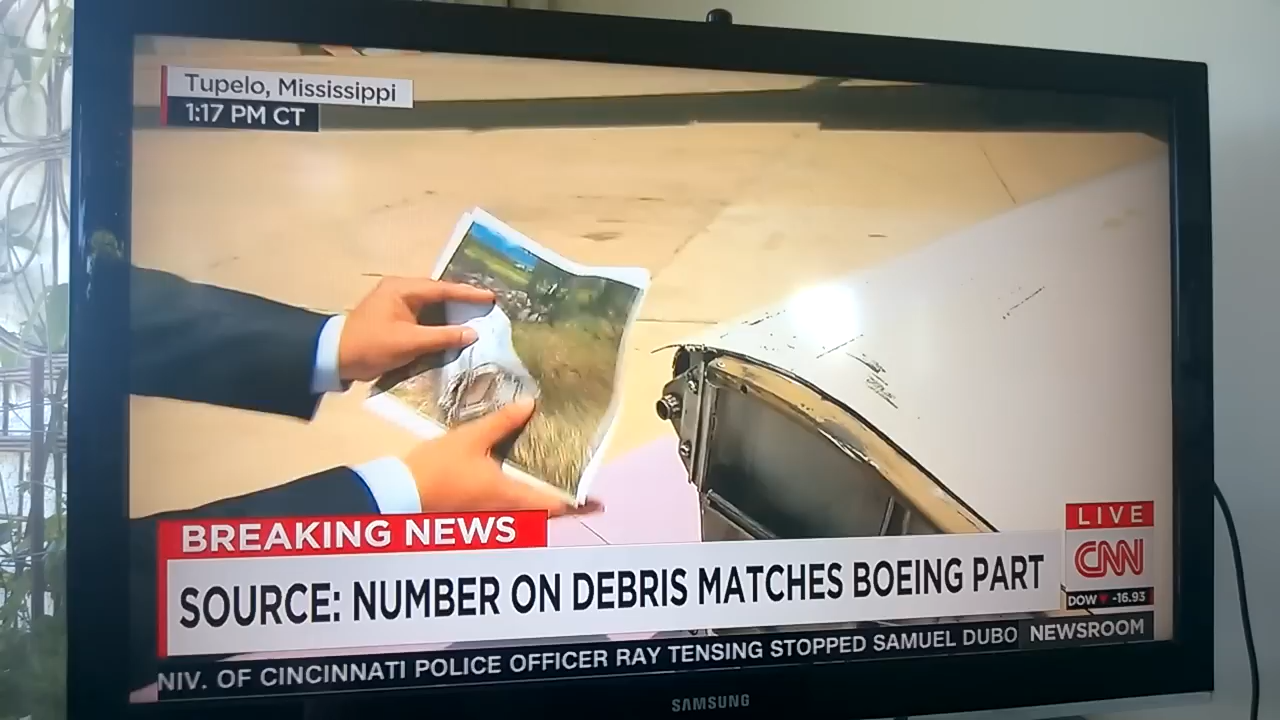 Tupelo, Mississippi
1:17 PM CT
BREAKING NEWS
SOURCE: NUMBER ON DEBRIS MATCHES BOEING PART
LIVE
CNN
DOW -16.93
NIV. OF CINCINNATI POLICE OFFICER RAY TENSING STOPPED SAMUEL DUBO
NEWSROOM
SAMSUNG